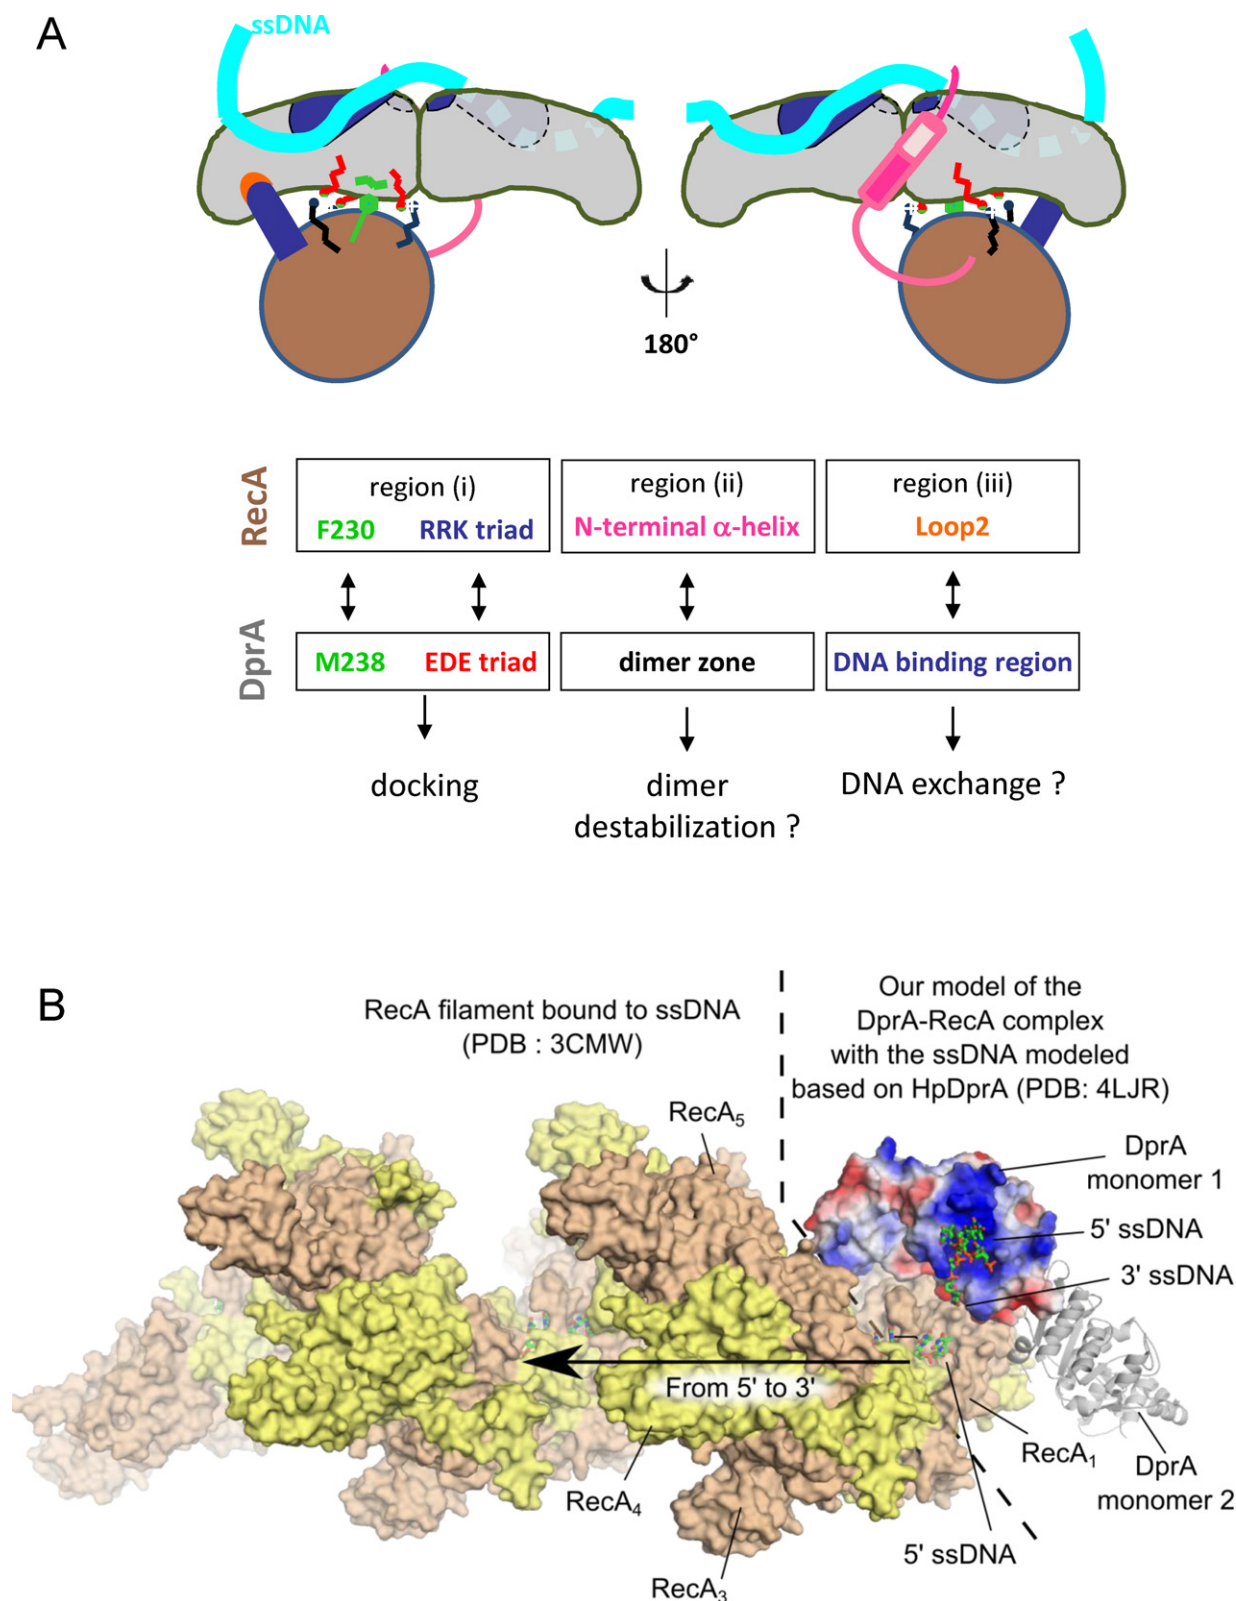 A
ssDNA
180°
RecA
region (i)
F230 RRK triad
region (ii)
N-terminal α-helix
region (iii)
Loop2
DprA
M238 EDE triad
dimer zone
DNA binding region
docking
dimer
destabilization ?
DNA exchange ?
B
RecA filament bound to ssDNA
(PDB : 3CMW)
Our model of the
DprA-RecA complex
with the ssDNA modeled
based on HpDprA (PDB: 4LJR)
RecA5
DprA
monomer 1
5' ssDNA
3' ssDNA
From 5' to 3'
RecA1
RecA4
DprA
monomer 2
5' ssDNA
RecA3